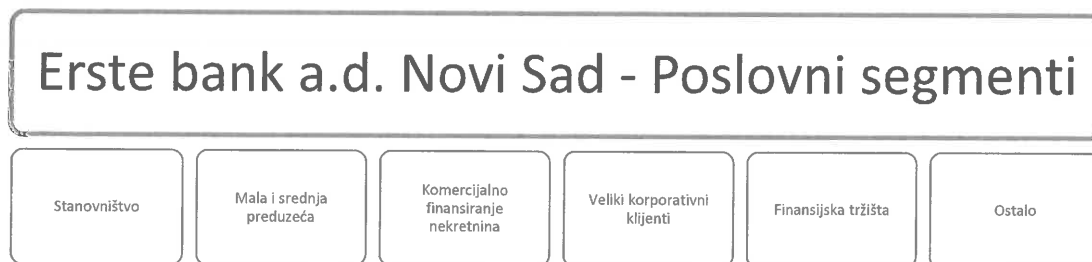 Erste bank a.d. Novi Sad - Poslovni segmenti
Stanovništvo
Mala i srednja
preduzeća
Komercijalno
finansiranje
nekretnina
Veliki korporativni
klijenti
Finansijska tržišta
Ostalo